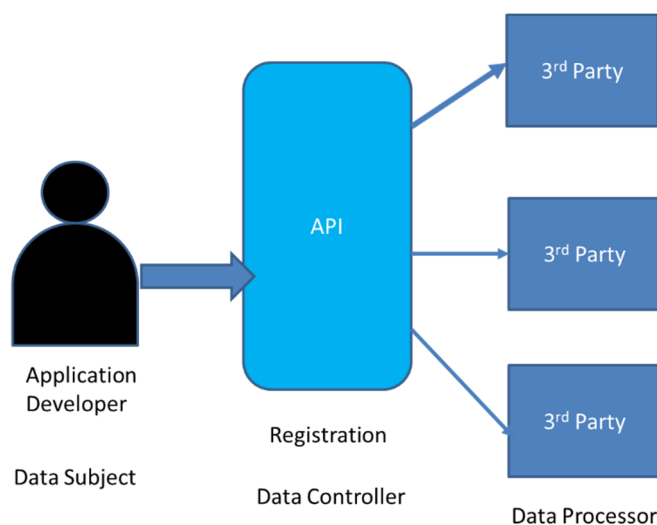 3rd Party
API
3rd Party
3rd Party
Application
Developer
Registration
Data Subject
Data Controller
Data Processor